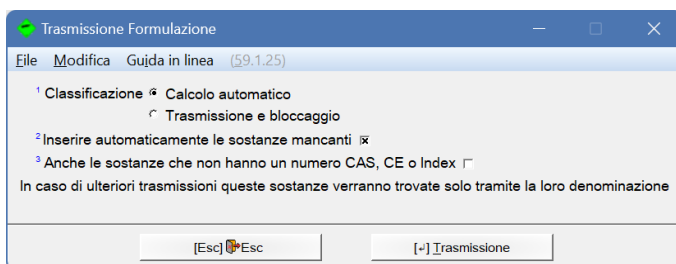 Trasmissione Formulazione
File Modifica Guida in linea (59.1.25)
1 Classificazione Calcolo automatico
Trasmissione e bloccaggio
2 Inserire automaticamente le sostanze mancanti
3 Anche le sostanze che non hanno un numero CAS, CE o Index
In caso di ulteriori trasmissioni queste sostanze verranno trovate solo tramite la loro denominazione
[Esc] Esc [↵] Trasmissione